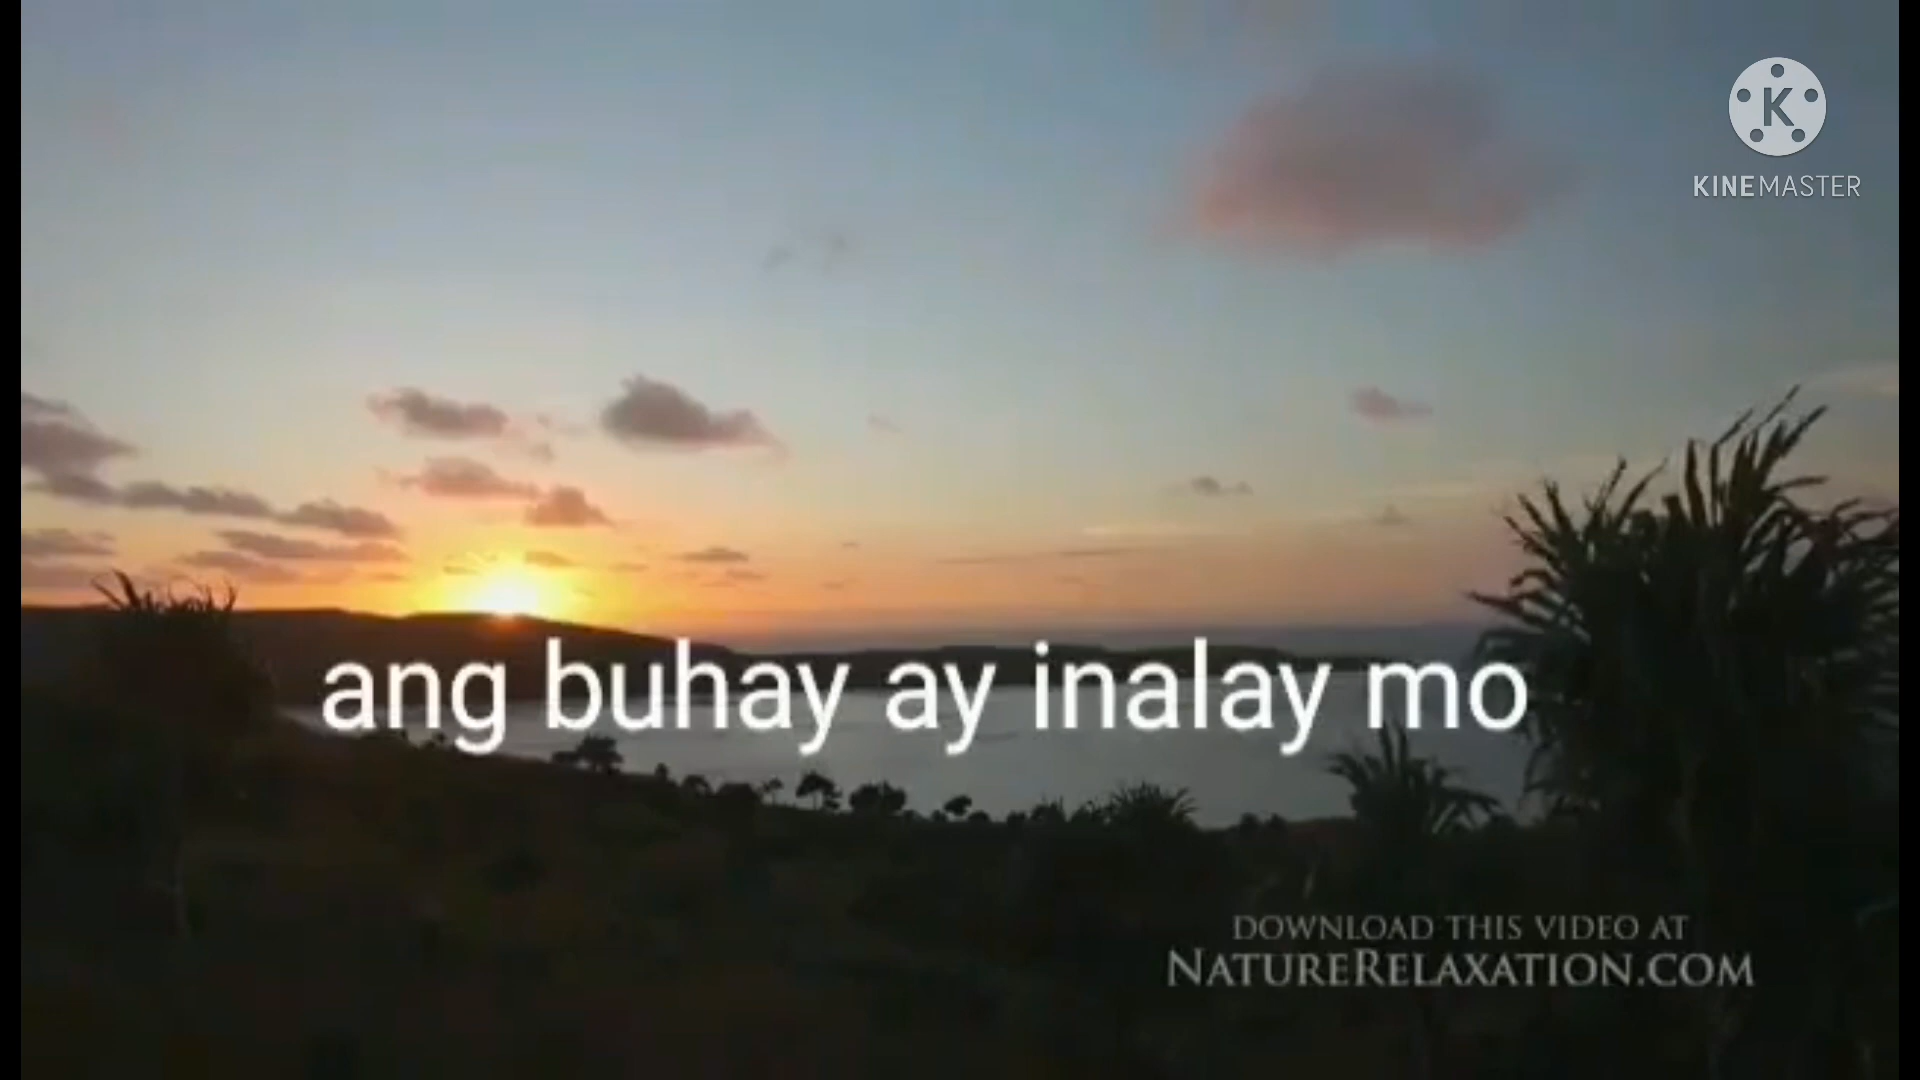 K
KINEMASTER
ang buhay ay inalay mo
DOWNLOAD THIS VIDEO AT
NATURERELAXATION.COM